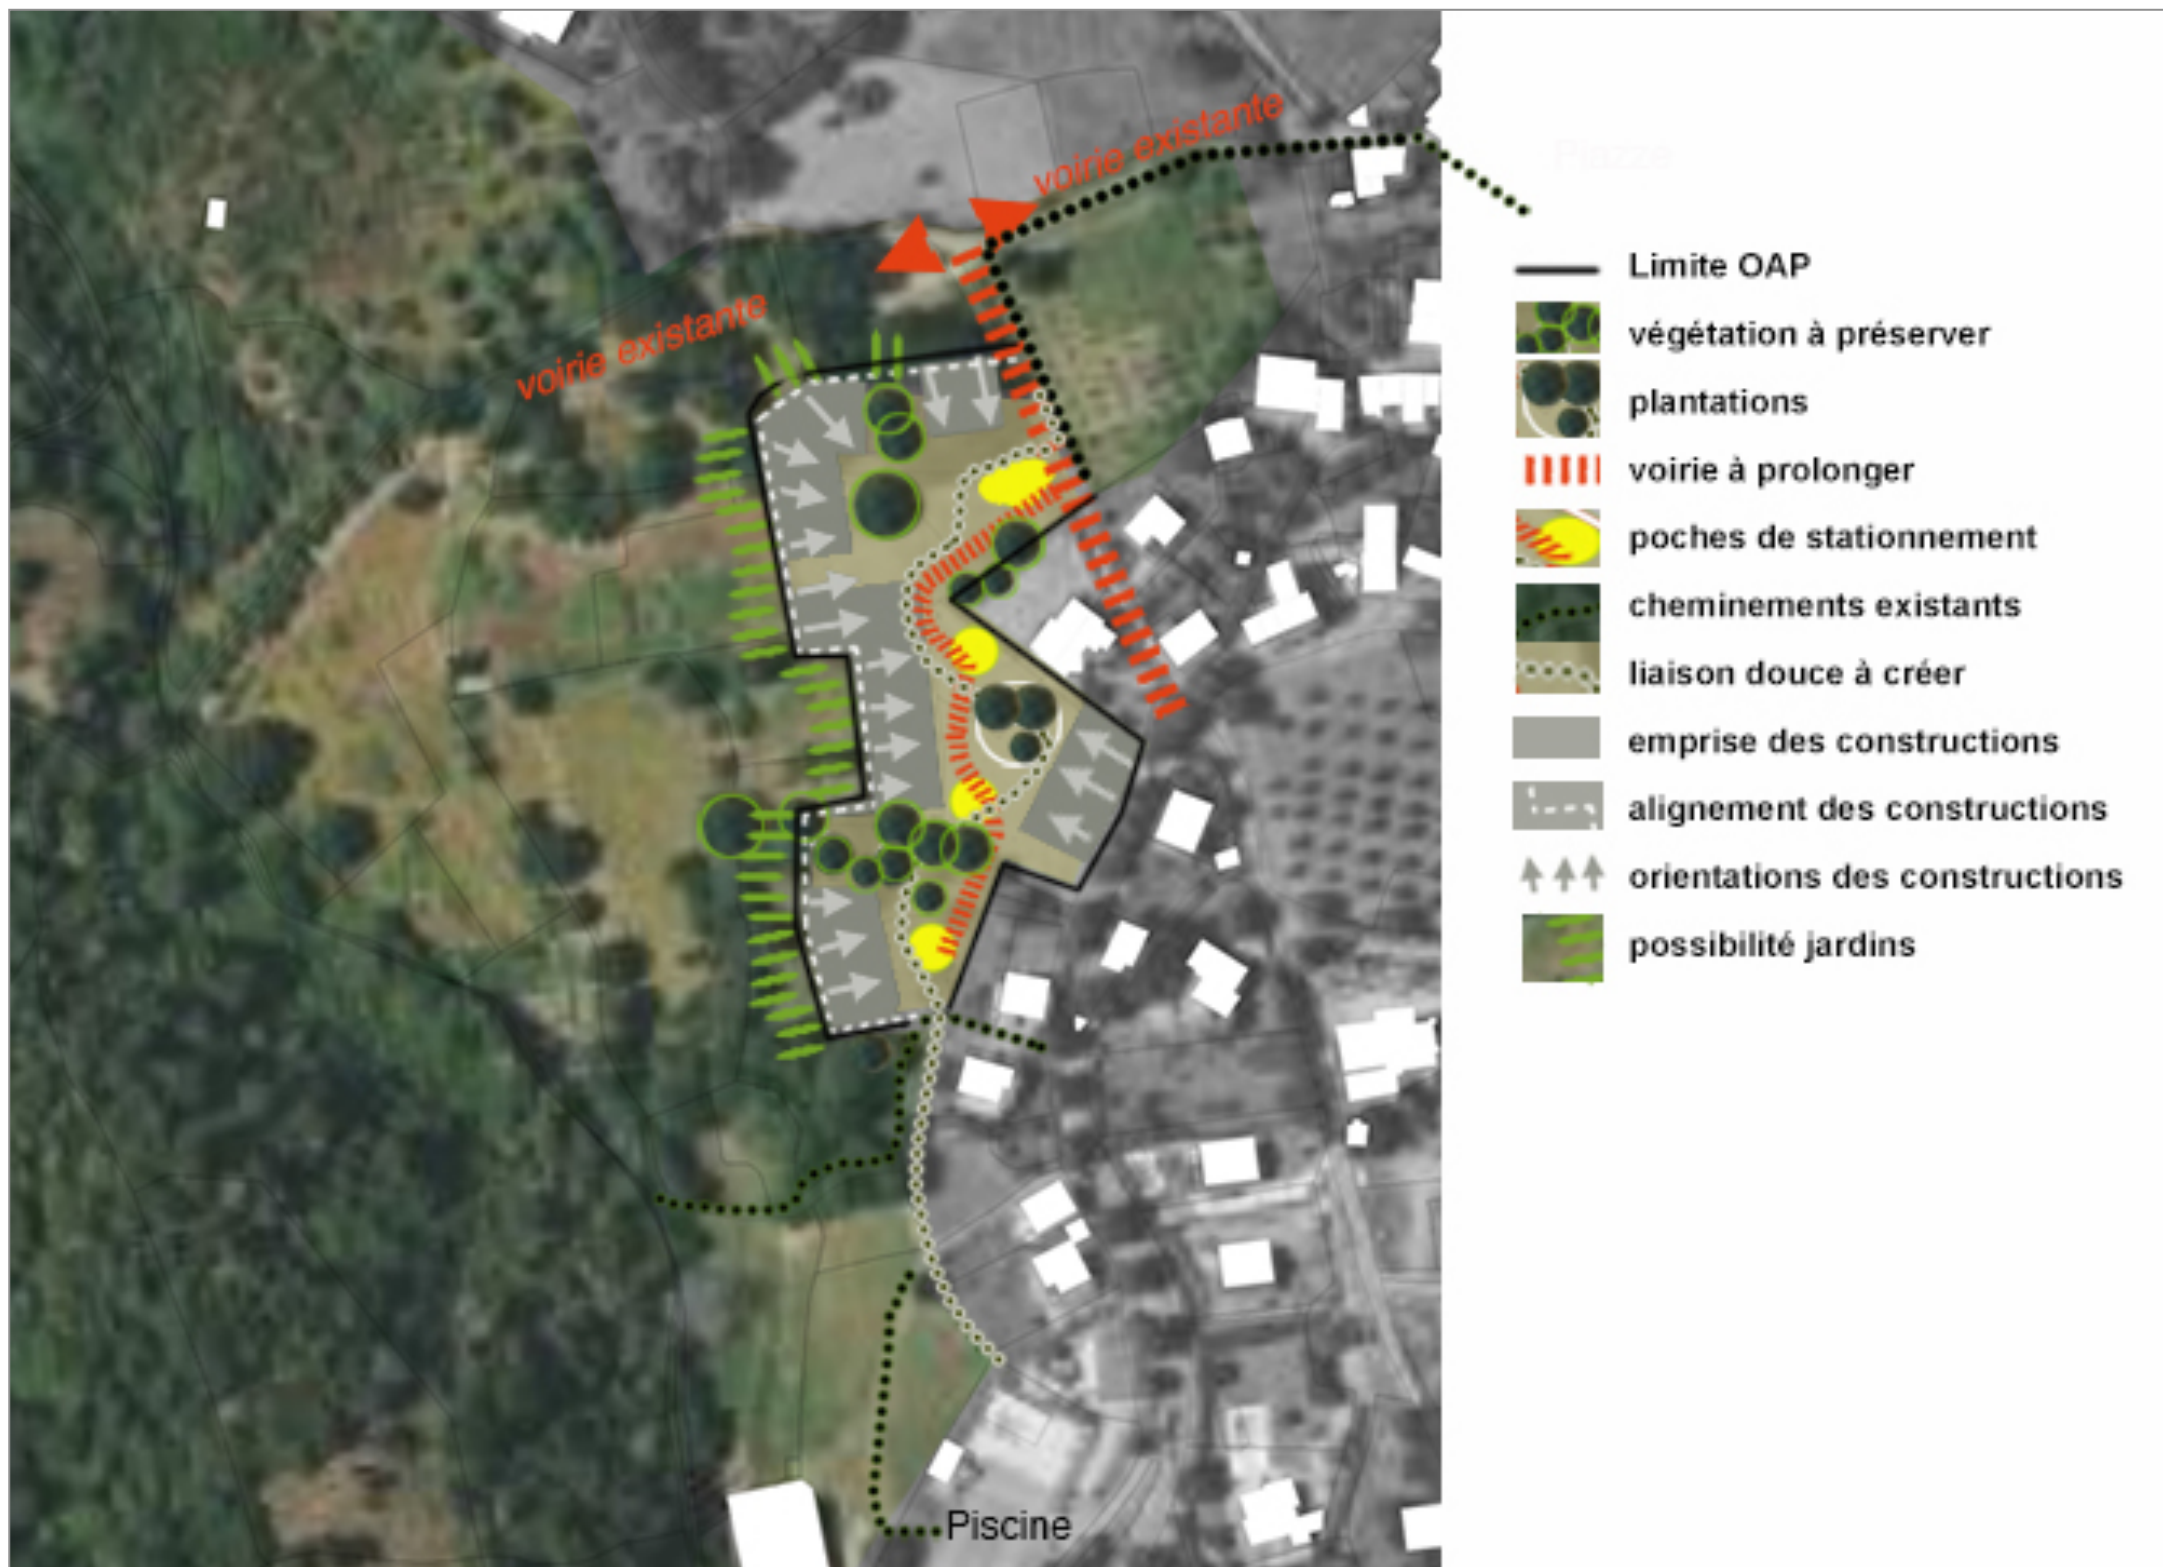 voirie existante
voirie existante
Piazze
Limite OAP
végétation à préserver
plantations
voirie à prolonger
poches de stationnement
cheminements existants
liaison douce à créer
emprise des constructions
alignement des constructions
orientations des constructions
possibilité jardins
Piscine